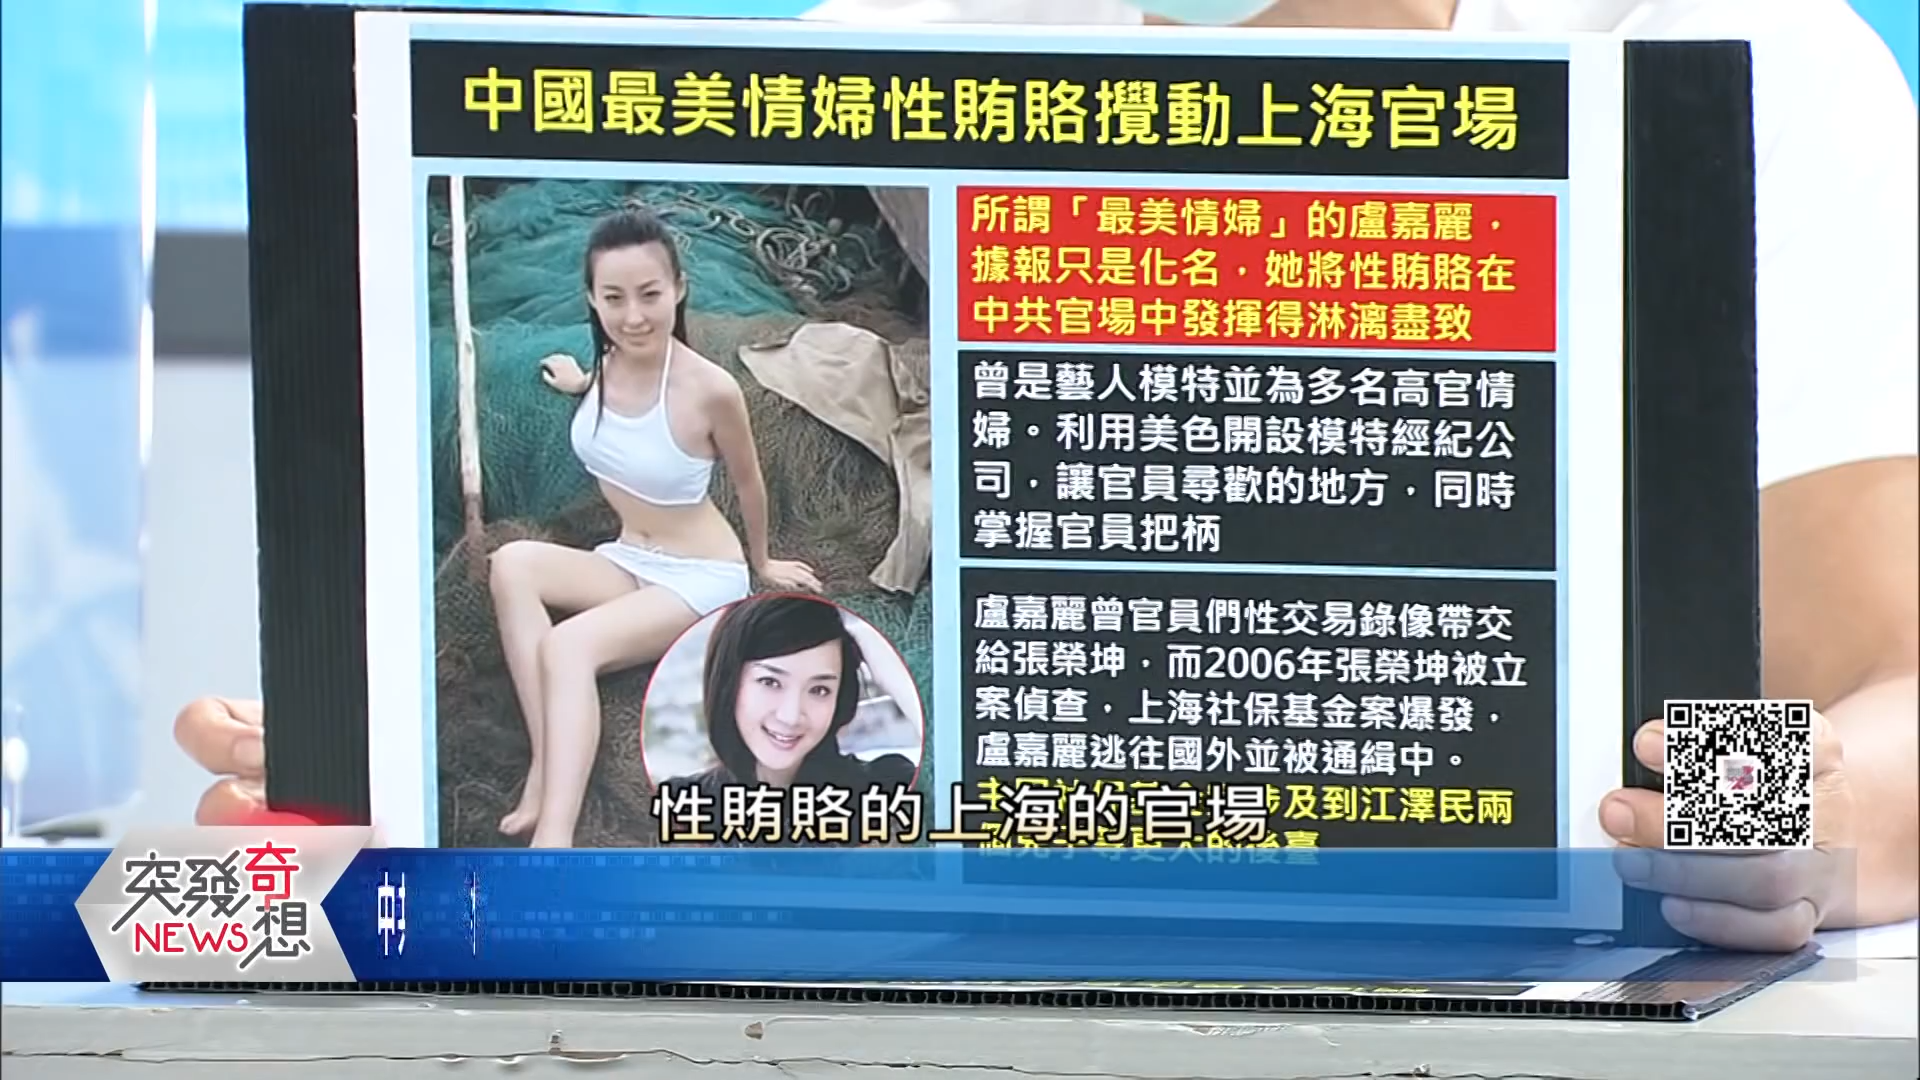 中國最美情婦性賄賂攪動上海官場
所謂「最美情婦」的盧嘉麗，
據報只是化名，她將性賄賂在
中共官場中發揮得淋漓盡致
曾是藝人模特並為多名高官情
婦。利用美色開設模特經紀公
司，讓官員尋歡的地方，同時
掌握官員把柄
盧嘉麗曾官員們性交易錄像帶交
給張榮坤，而2006年張榮坤被立
案偵查，上海社保基金案爆發，
盧嘉麗逃往國外並被通緝中。
涉及到江澤民兩
的後臺
性賄賂的上海的官場
突發奇想
NEWS